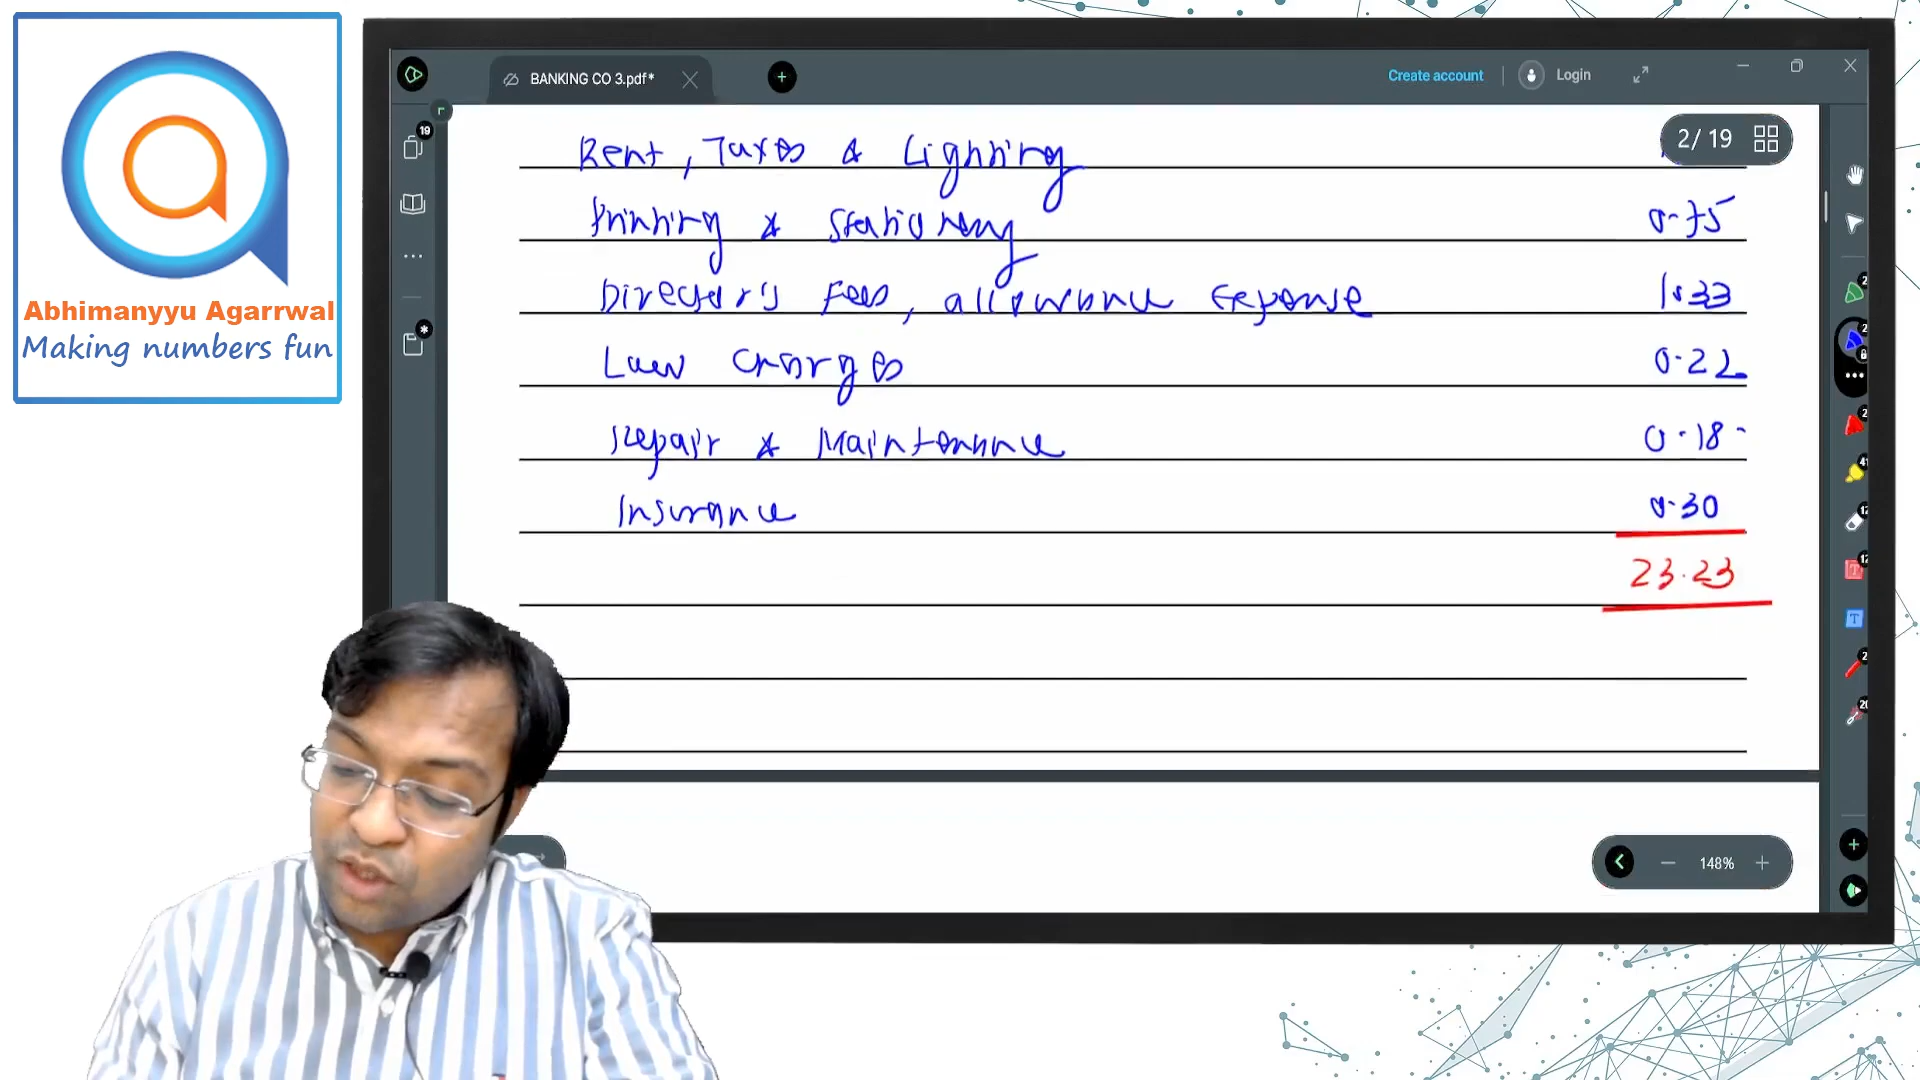 BANKING CO 3.pdf*
Create account
Login
19
2/ 19
Rent, Taxes & Lighting
Printing & Stationery 0.75
Director's Fees, allowance Expense 1.33
Law Charges 0.22
Repair & Maintenance 0.18
Insurance 0.30
23.23
148%
Abhimanyyu Agarrwal
Making numbers fun